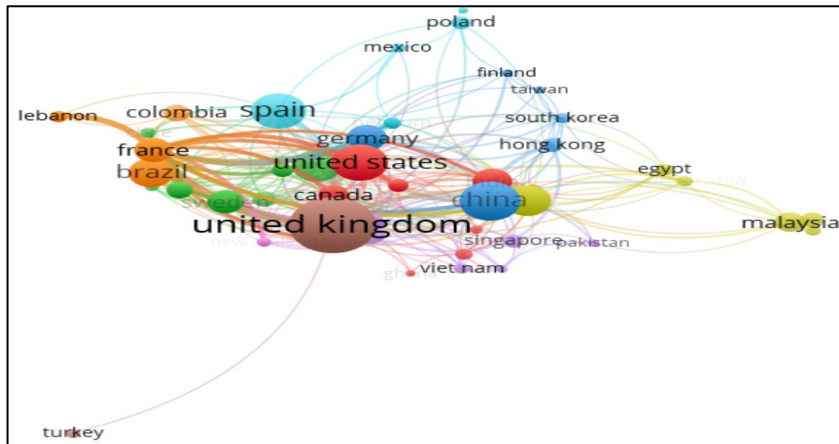 poland
mexico
finland
taiwan
lebanon
colombia
spain
south korea
germany
hong kong
france
united states
brazil
egypt
canada
sweden
china
united kingdom
malaysia
singapore
pakistan
viet nam
ghana
turkey